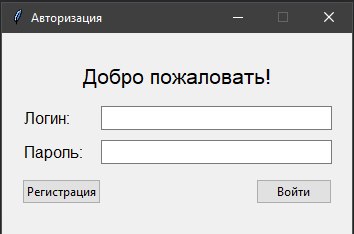 Авторизация
Добро пожаловать!
Логин:
Пароль:
Регистрация Войти